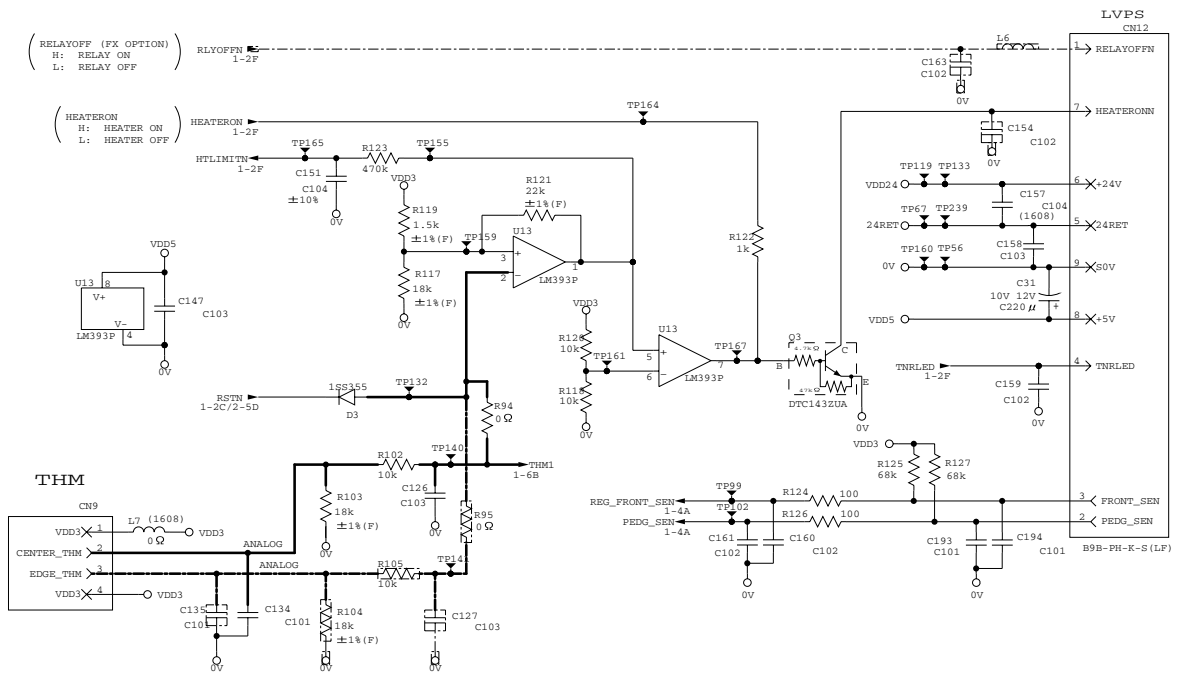 LVPS
CN12
RELAYOFF (FX OPTION)
H: RELAY ON
L: RELAY OFF
RLYOFFN
1-2F
L6
C163
C102
0V
1
RELAYOFFN
HEATERON
H: HEATER ON
L: HEATER OFF
HEATERON
1-2F
TP164
7
HEATERONN
C154
C102
0V
HTLIMITN
1-2F
TP165
R123
470k
TP155
C151
C104
±10%
0V
VDD3
R119
1.5k
±1%(F)
R117
18k
±1%(F)
0V
R121
22k
±1%(F)
TP159
U13
3
+
2
−
1
LM393P
R122
1k
TP119
TP133
VDD24
6
+24V
C157
C104
(1608)
TP67
TP239
24RET
5
24RET
C158
C103
TP160
TP56
0V
9
S0V
C31
10V 12V
C220μ
+
VDD5
8
+5V
VDD5
U13
8
V+
V-
4
LM393P
C147
C103
0V
VDD3
R120
10k
TP161
R118
10k
0V
U13
5
+
6
−
7
LM393P
TP167
Q3
4.7kΩ
B
C
E
47kΩ
DTC143ZUA
0V
TNRLED
1-2F
4
TNRLED
C159
C102
0V
RSTN
1-2C/2-5D
1SS355
D3
TP132
R94
0Ω
R102
10k
TP140
THM1
1-6B
C126
C103
0V
R103
18k
±1%(F)
0V
R95
0Ω
VDD3
R125
68k
R127
68k
TP99
REG_FRONT_SEN
1-4A
R124
100
3
FRONT_SEN
TP102
PEDG_SEN
1-4A
R126
100
2
PEDG_SEN
C161
C102
C160
C102
0V
C193
C101
C194
C101
0V
B9B-PH-K-S(LF)
THM
CN9
VDD3
1
L7 (1608)
0Ω
VDD3
CENTER_THM
2
ANALOG
EDGE_THM
3
ANALOG
VDD3
4
VDD3
R105
10k
TP141
C135
C101
C134
C101
0V
R104
18k
±1%(F)
0V
C127
C103
0V